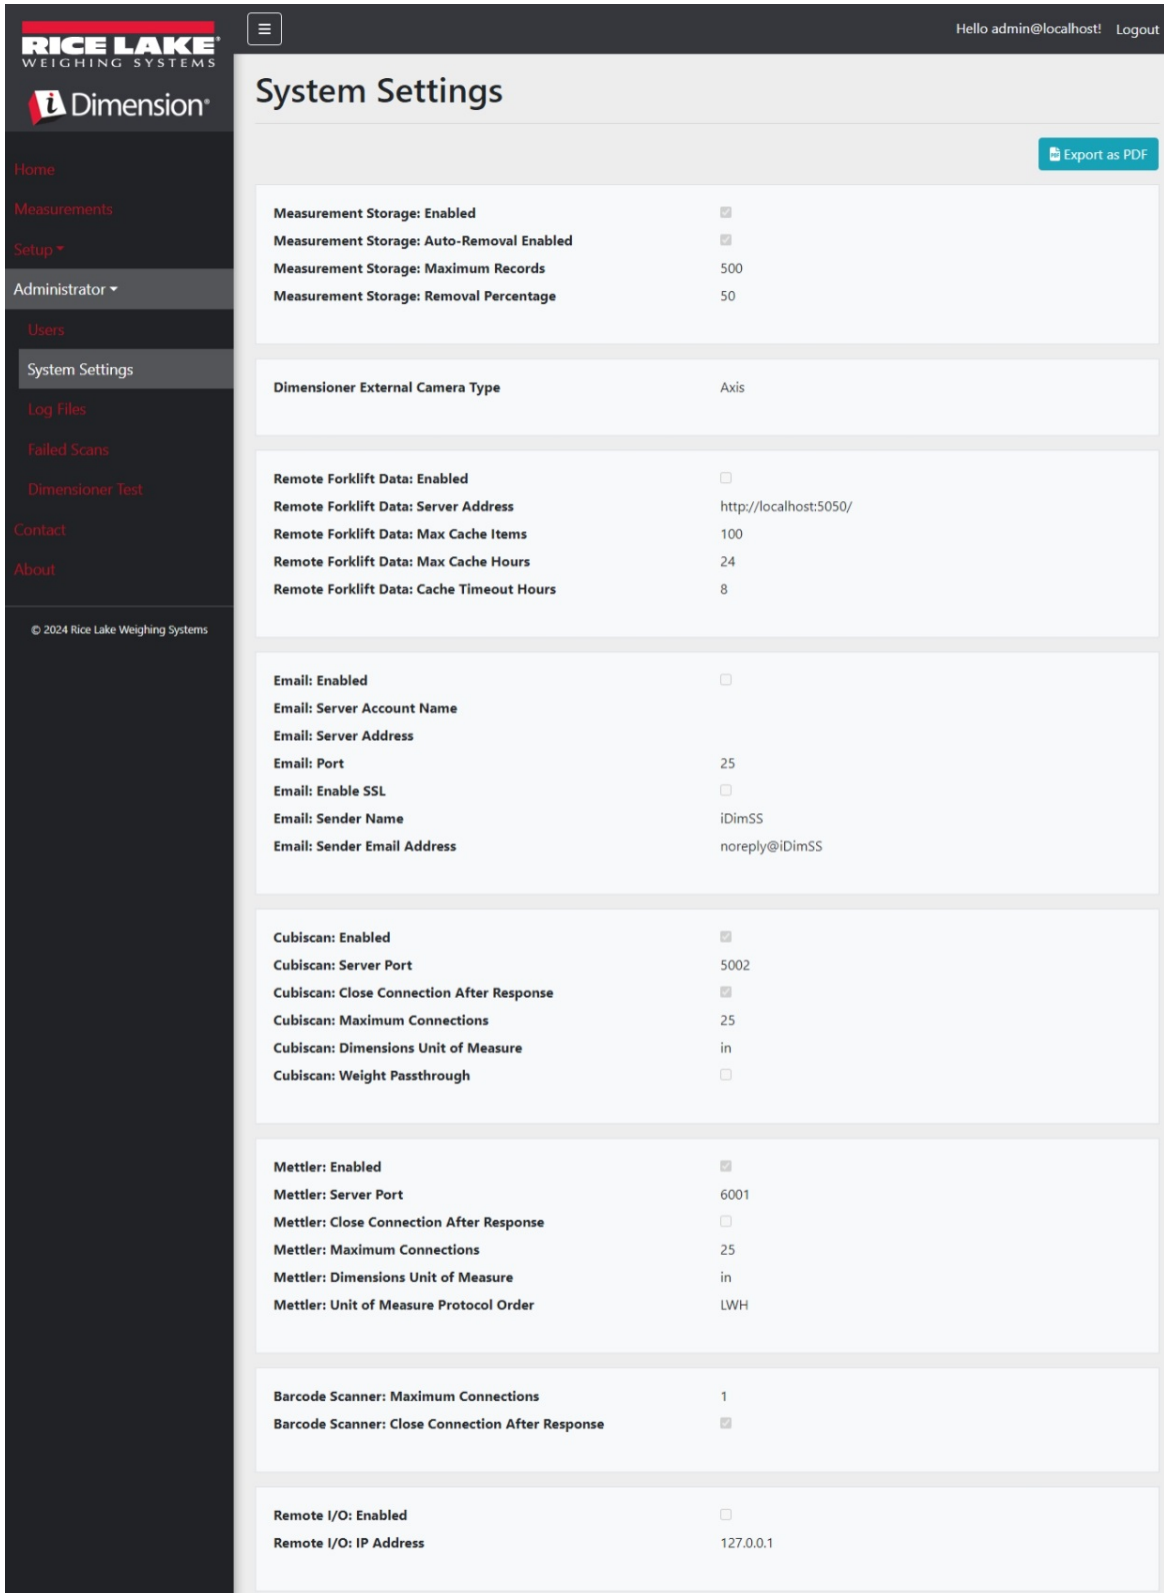 RICE LAKE®
WEIGHING SYSTEMS
i Dimension®
Home
Measurements
Setup
Administrator
Users
System Settings
Log Files
Failed Scans
Dimensioner Test
Contact
About
© 2024 Rice Lake Weighing Systems
Hello admin@localhost! Logout
System Settings
Export as PDF
Measurement Storage: Enabled
Measurement Storage: Auto-Removal Enabled
Measurement Storage: Maximum Records 500
Measurement Storage: Removal Percentage 50
Dimensioner External Camera Type Axis
Remote Forklift Data: Enabled
Remote Forklift Data: Server Address http://localhost:5050/
Remote Forklift Data: Max Cache Items 100
Remote Forklift Data: Max Cache Hours 24
Remote Forklift Data: Cache Timeout Hours 8
Email: Enabled
Email: Server Account Name
Email: Server Address
Email: Port 25
Email: Enable SSL
Email: Sender Name iDimSS
Email: Sender Email Address noreply@iDimSS
Cubiscan: Enabled
Cubiscan: Server Port 5002
Cubiscan: Close Connection After Response
Cubiscan: Maximum Connections 25
Cubiscan: Dimensions Unit of Measure in
Cubiscan: Weight Passthrough
Mettler: Enabled
Mettler: Server Port 6001
Mettler: Close Connection After Response
Mettler: Maximum Connections 25
Mettler: Dimensions Unit of Measure in
Mettler: Unit of Measure Protocol Order LWH
Barcode Scanner: Maximum Connections 1
Barcode Scanner: Close Connection After Response
Remote I/O: Enabled
Remote I/O: IP Address 127.0.0.1